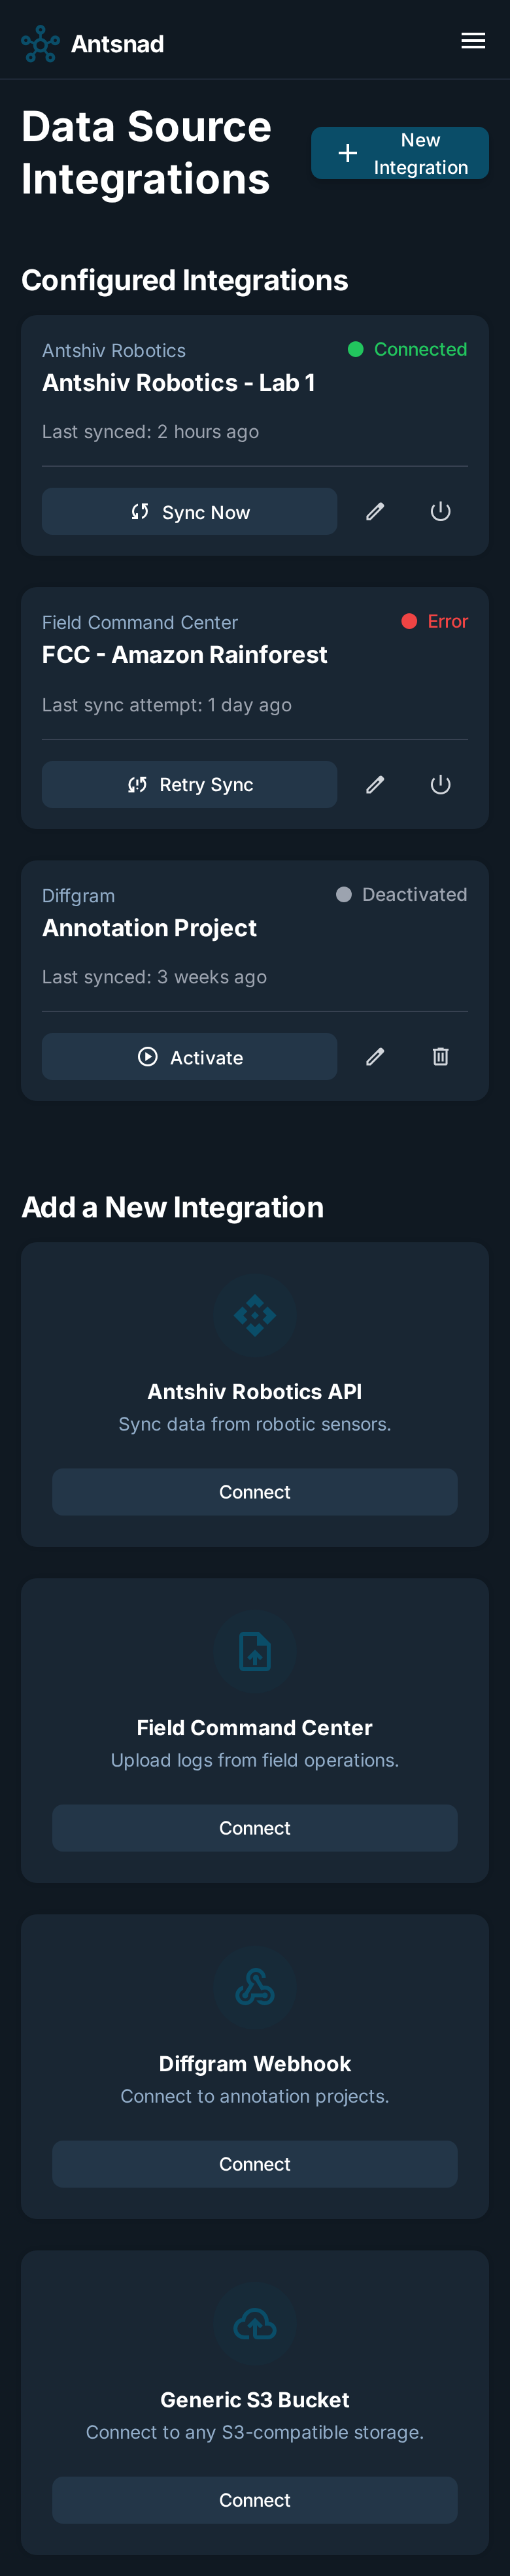 Antsnad
Data Source
Integrations
New
Integration
Configured Integrations
Antshiv Robotics
Connected
Antshiv Robotics - Lab 1
Last synced: 2 hours ago
Sync Now
Field Command Center
Error
FCC - Amazon Rainforest
Last sync attempt: 1 day ago
Retry Sync
Diffgram
Deactivated
Annotation Project
Last synced: 3 weeks ago
Activate
Add a New Integration
Antshiv Robotics API
Sync data from robotic sensors.
Connect
Field Command Center
Upload logs from field operations.
Connect
Diffgram Webhook
Connect to annotation projects.
Connect
Generic S3 Bucket
Connect to any S3-compatible storage.
Connect